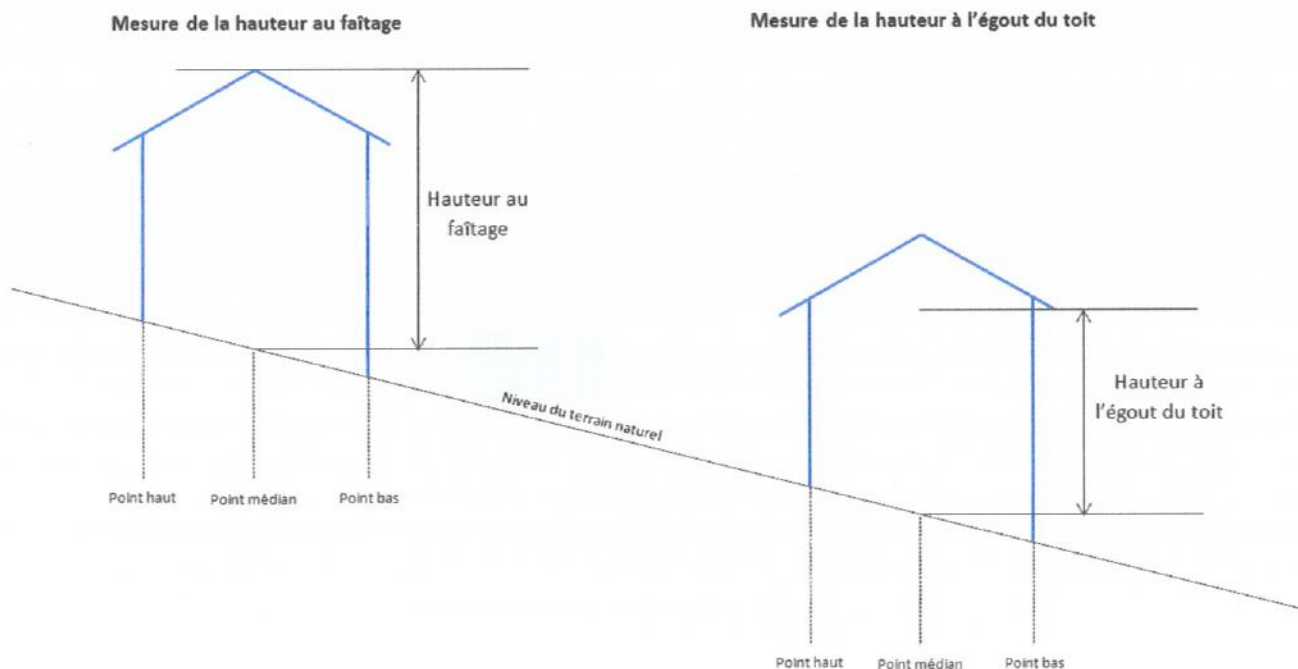 Mesure de la hauteur au faîtage
Hauteur au
faîtage
Point haut
Point médian
Point bas
Niveau du terrain naturel
Mesure de la hauteur à l'égout du toit
Hauteur à
l'égout du toit
Point haut
Point médian
Point bas